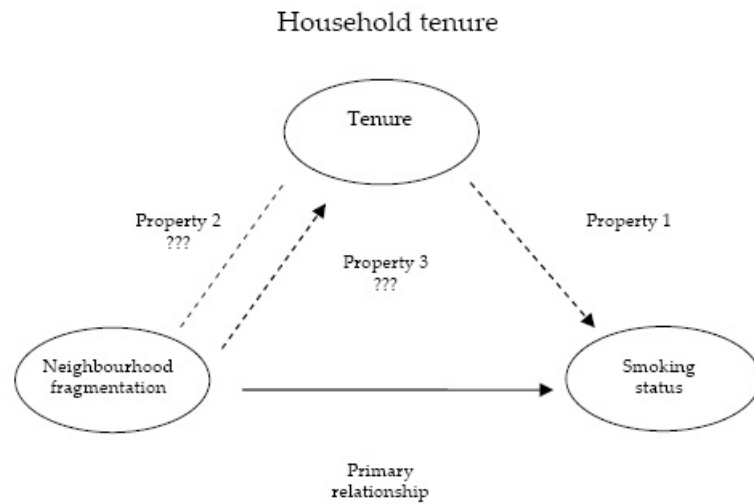 Household tenure
Tenure
Property 2
???
Property 1
Property 3
???
Neighbourhood
fragmentation
Smoking
status
Primary
relationship